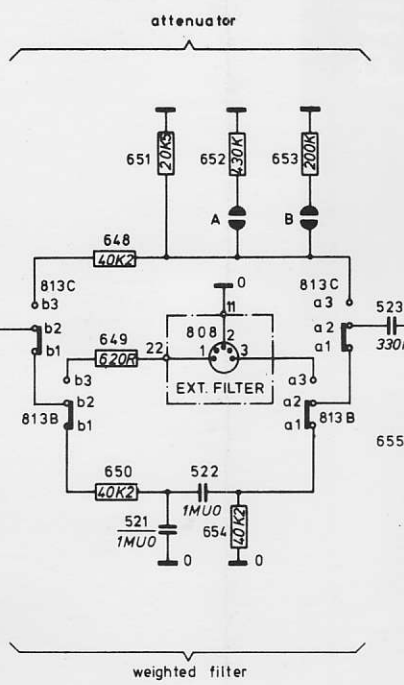 attenuator
651
20K5
652
430K
653
200K
A
B
813C
648
40K2
b3
b2
b1
0
11
808
2
1
3
EXT. FILTER
649
620R
22
813C
a3
a2
a1
523
b3
b2
b1
813B
a3
a2
a1
813B
655
650
40K2
522
1MU0
521
1MU0
0
654
40K2
0
weighted filter